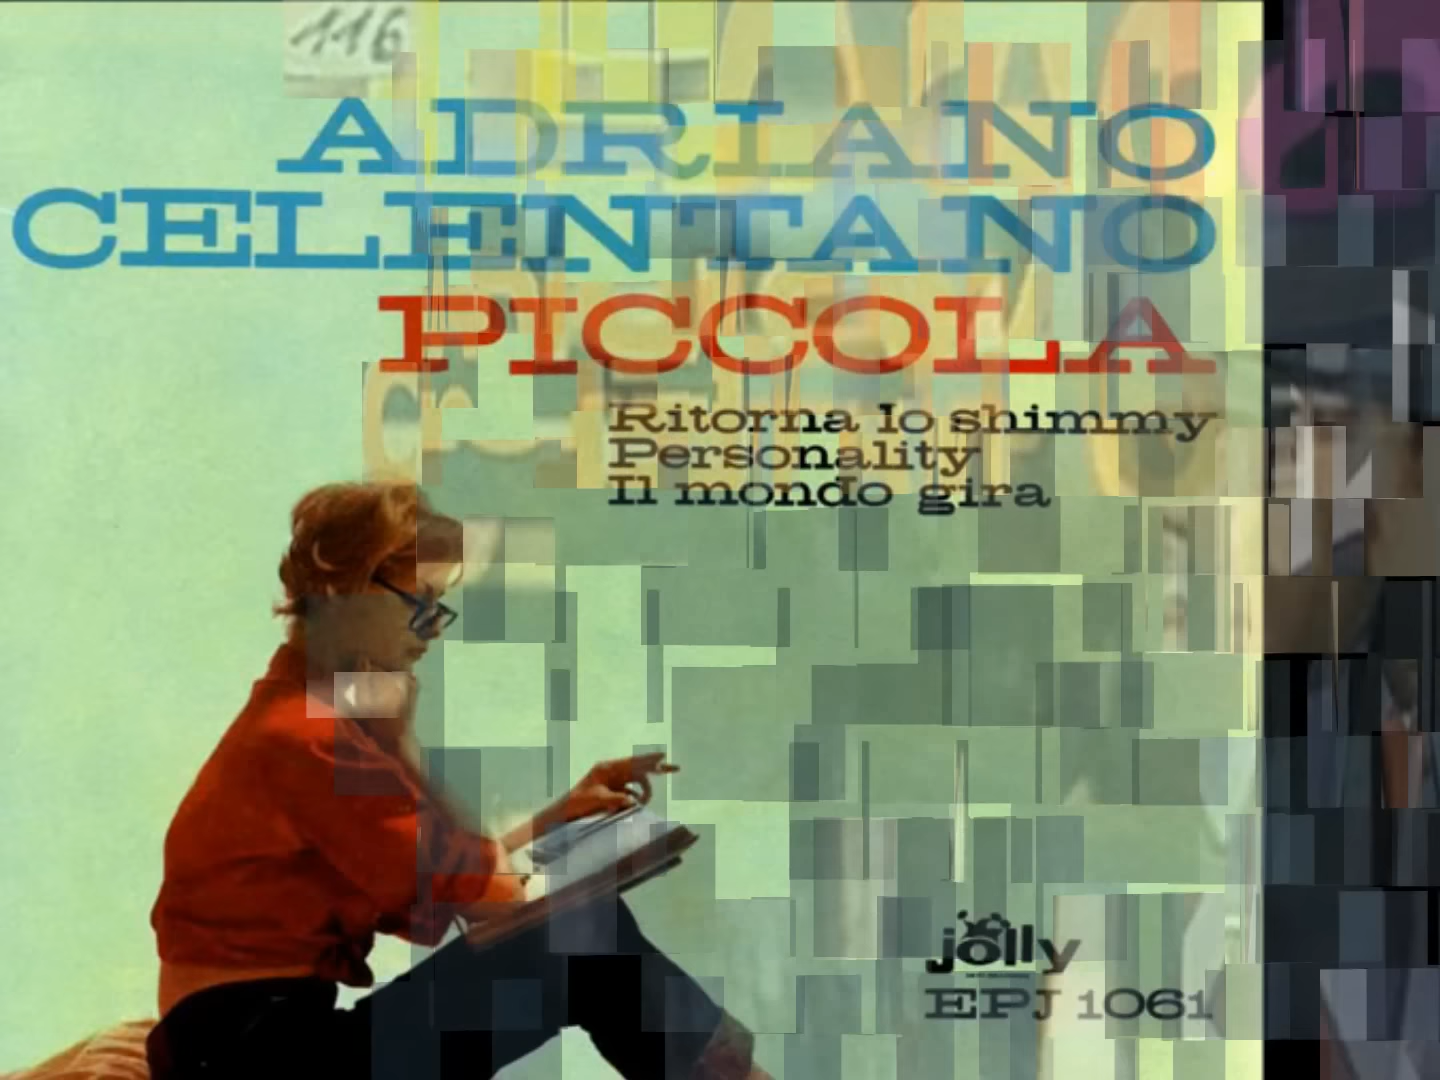 116
ADRIANO
CELENTANO
PICCOLA
Ritorna lo shimmy
Personality
Il mondo gira
jolly
EPJ 1061